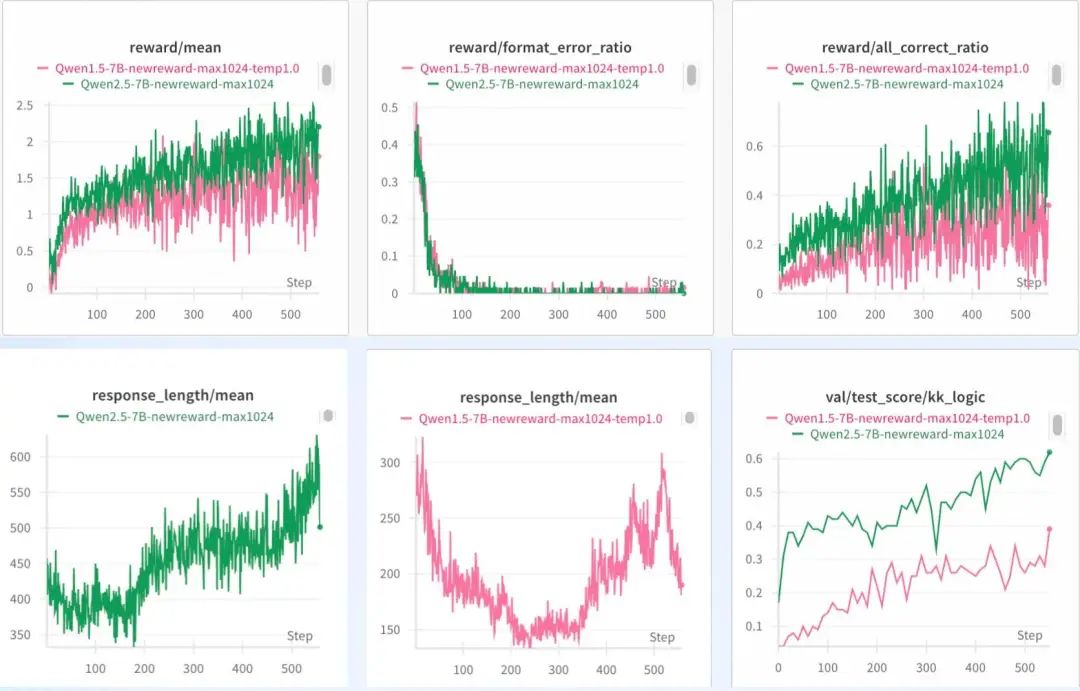 reward/mean
Qwen1.5-7B-newreward-max1024-temp1.0
Qwen2.5-7B-newreward-max1024
2.5
2
1.5
1
0.5
0
Step
100 200 300 400 500
reward/format_error_ratio
Qwen1.5-7B-newreward-max1024-temp1.0
Qwen2.5-7B-newreward-max1024
0.5
0.4
0.3
0.2
0.1
0
Step
100 200 300 400 500
reward/all_correct_ratio
Qwen1.5-7B-newreward-max1024-temp1.0
Qwen2.5-7B-newreward-max1024
0.6
0.4
0.2
0
Step
100 200 300 400 500
response_length/mean
Qwen2.5-7B-newreward-max1024
600
550
500
450
400
350
Step
100 200 300 400 500
response_length/mean
Qwen1.5-7B-newreward-max1024-temp1.0
300
250
200
150
Step
100 200 300 400 500
val/test_score/kk_logic
Qwen1.5-7B-newreward-max1024-temp1.0
Qwen2.5-7B-newreward-max1024
0.6
0.5
0.4
0.3
0.2
0.1
Step
0 100 200 300 400 500